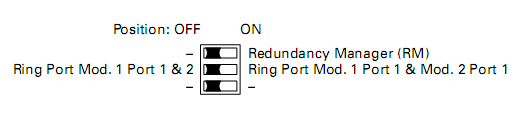 Position: OFF ON
– Redundancy Manager (RM)
Ring Port Mod. 1 Port 1 & 2 Ring Port Mod. 1 Port 1 & Mod. 2 Port 1
– –